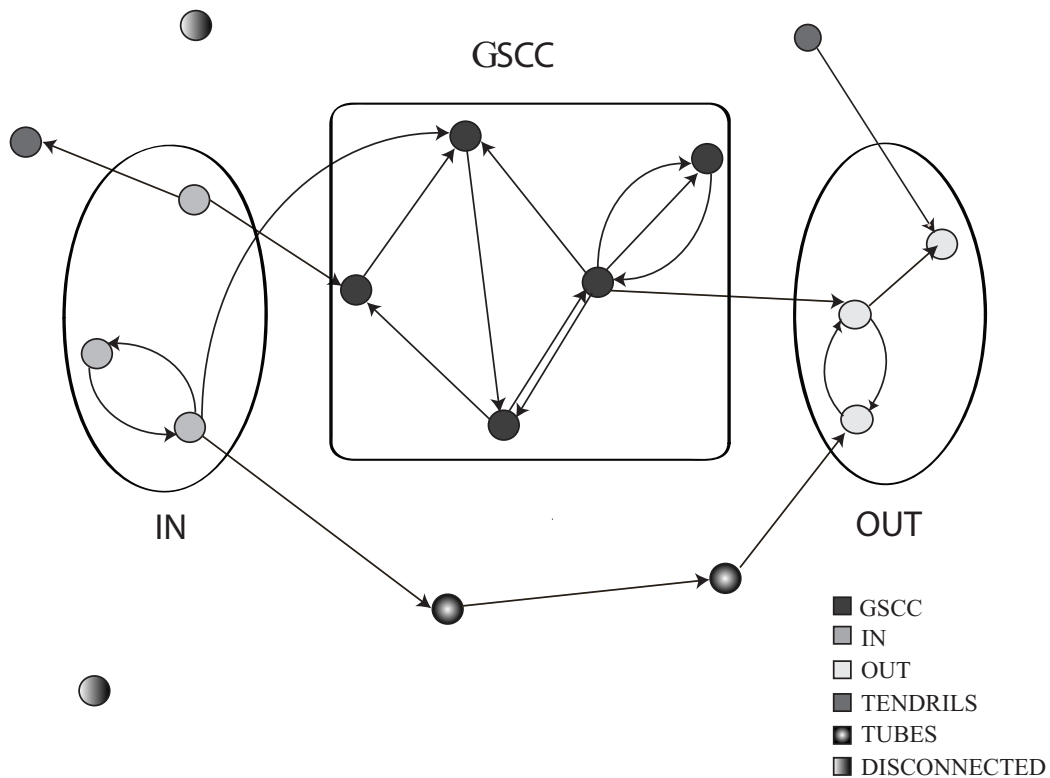 GSCC
IN
OUT
GSCC
IN
OUT
TENDRILS
TUBES
DISCONNECTED